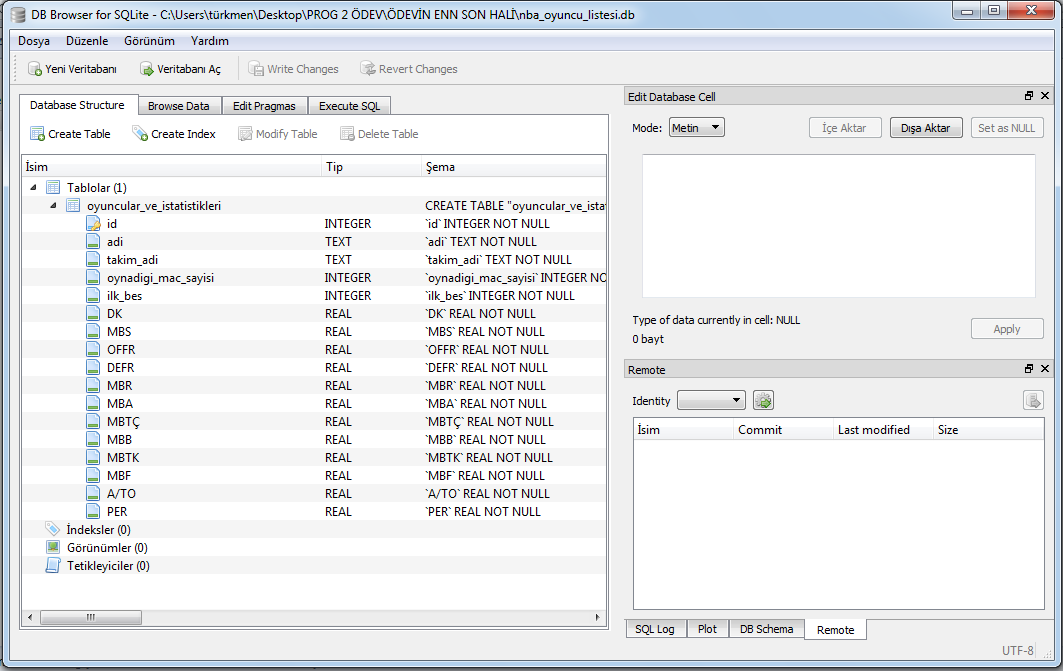 DB Browser for SQLite - C:\Users\türkmen\Desktop\PROG 2 ÖDEV\ÖDEVİN ENN SON HALİ\nba_oyuncu_listesi.db
Dosya Düzenle Görünüm Yardım
Yeni Veritabanı Veritabanı Aç Write Changes Revert Changes
Database Structure Browse Data Edit Pragmas Execute SQL
Create Table Create Index Modify Table Delete Table
İsim Tip Şema
Tablolar (1)
oyuncular_ve_istatistikleri CREATE TABLE "oyuncular_ve_istat
id INTEGER `id` INTEGER NOT NULL
adi TEXT `adi` TEXT NOT NULL
takim_adi TEXT `takim_adi` TEXT NOT NULL
oynadigi_mac_sayisi INTEGER `oynadigi_mac_sayisi` INTEGER NO
ilk_bes INTEGER `ilk_bes` INTEGER NOT NULL
DK REAL `DK` REAL NOT NULL
MBS REAL `MBS` REAL NOT NULL
OFFR REAL `OFFR` REAL NOT NULL
DEFR REAL `DEFR` REAL NOT NULL
MBR REAL `MBR` REAL NOT NULL
MBA REAL `MBA` REAL NOT NULL
MBTÇ REAL `MBTÇ` REAL NOT NULL
MBB REAL `MBB` REAL NOT NULL
MBTK REAL `MBTK` REAL NOT NULL
MBF REAL `MBF` REAL NOT NULL
A/TO REAL `A/TO` REAL NOT NULL
PER REAL `PER` REAL NOT NULL
İndeksler (0)
Görünümler (0)
Tetikleyiciler (0)
Edit Database Cell
Mode: Metin İçe Aktar Dışa Aktar Set as NULL
Type of data currently in cell: NULL
0 bayt
Apply
Remote
Identity
İsim Commit Last modified Size
SQL Log Plot DB Schema Remote
UTF-8